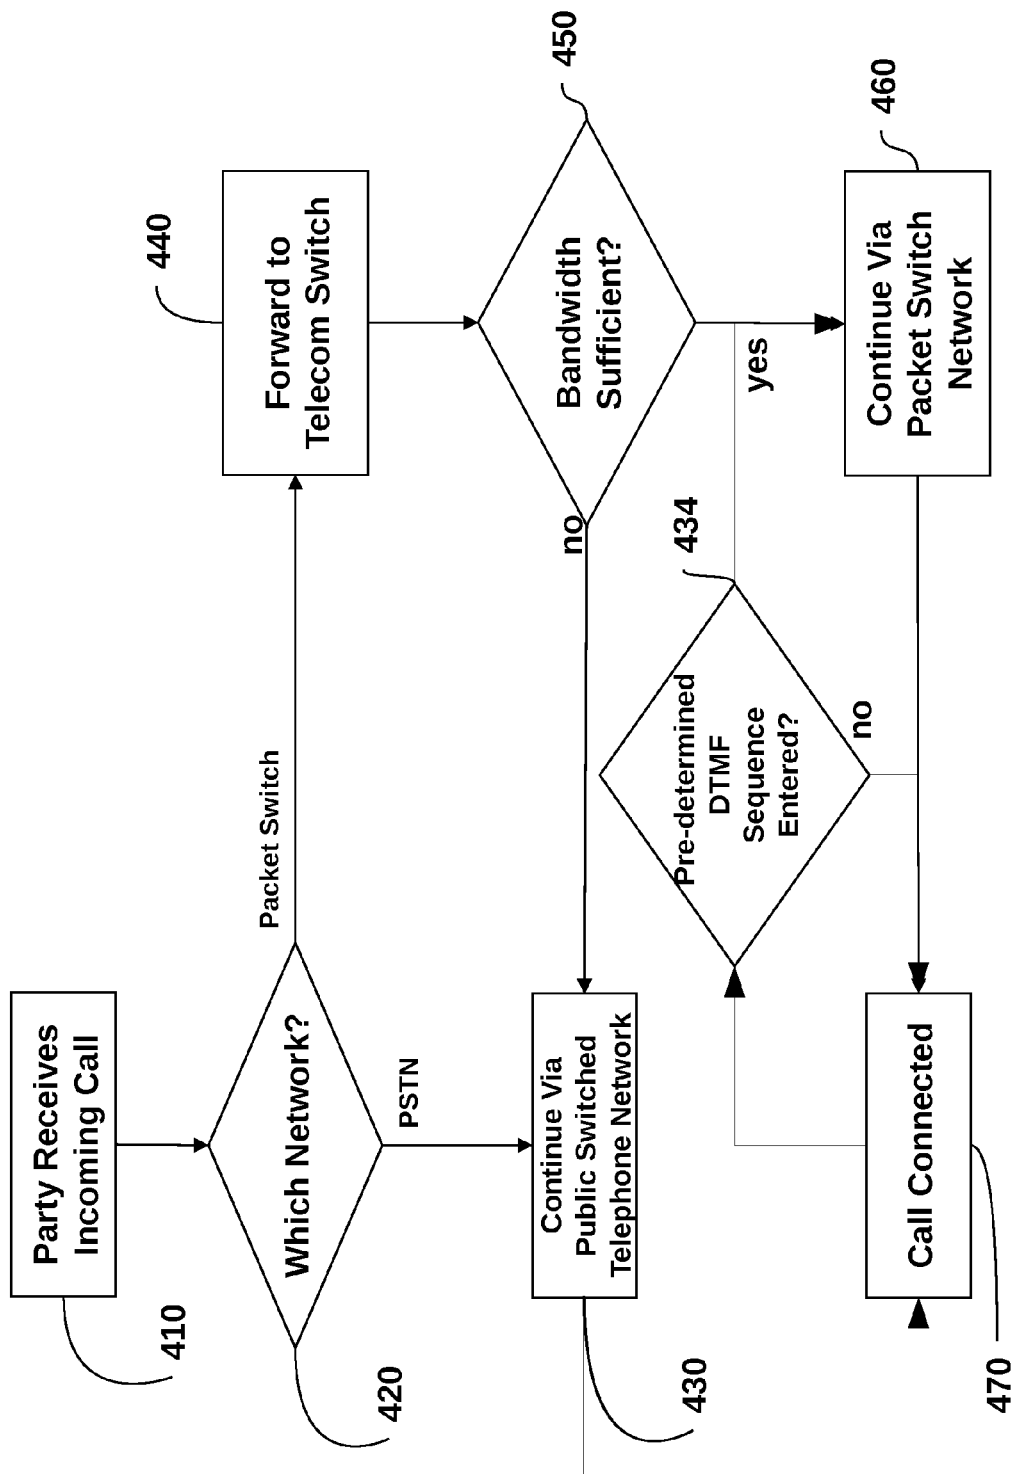 410
Party Receives
Incoming Call
420
Which Network?
Packet Switch
PSTN
440
Forward to
Telecom Switch
450
Bandwidth
Sufficient?
no
yes
430
Continue Via
Public Switched
Telephone Network
434
Pre-determined
DTMF
Sequence
Entered?
no
460
Continue Via
Packet Switch
Network
470
Call Connected